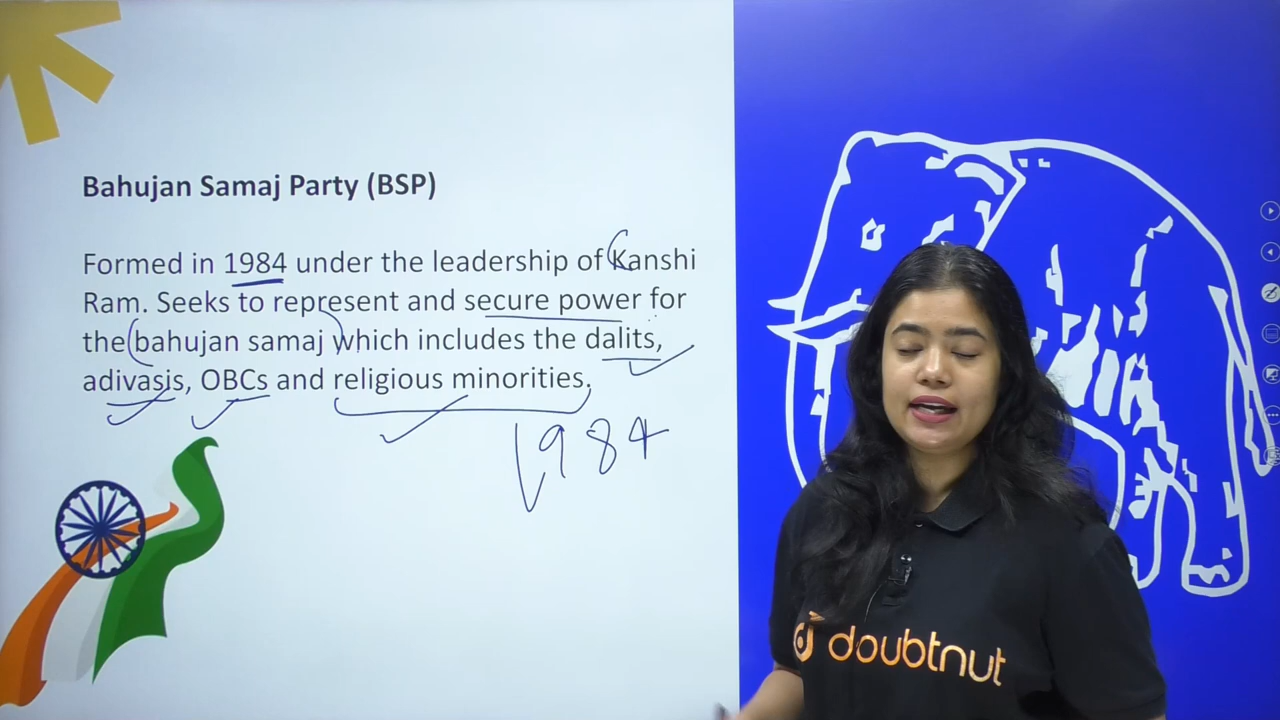 Bahujan Samaj Party (BSP)
Formed in 1984 under the leadership of Kanshi
Ram. Seeks to represent and secure power for
the bahujan samaj which includes the dalits,
adivasis, OBCs and religious minorities.
1984
doubtnut